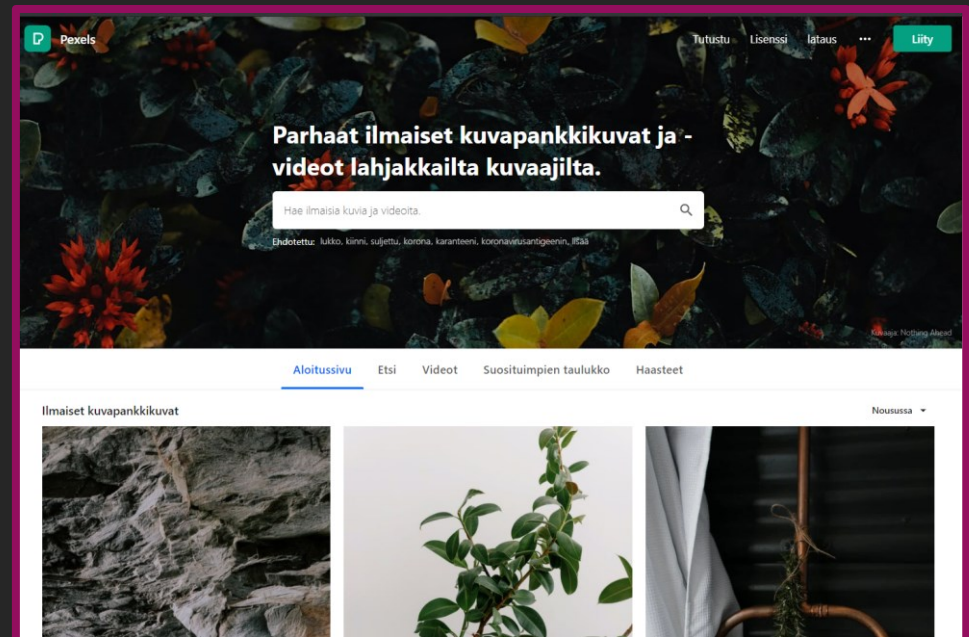 Pexels
Tutustu Lisenssi lataus ••• Liity
Parhaat ilmaiset kuvapankkikuvat ja -
videot lahjakkailta kuvaajilta.
Hae ilmaisia kuvia ja videoita.
Ehdotettu: lukko, kiinni, suljettu, korona, karanteeni, koronavirusantigeenin, lisää
Kuvaaja: Nothing Ahead
Aloitussivu Etsi Videot Suosituimpien taulukko Haasteet
Ilmaiset kuvapankkikuvat
Nousussa